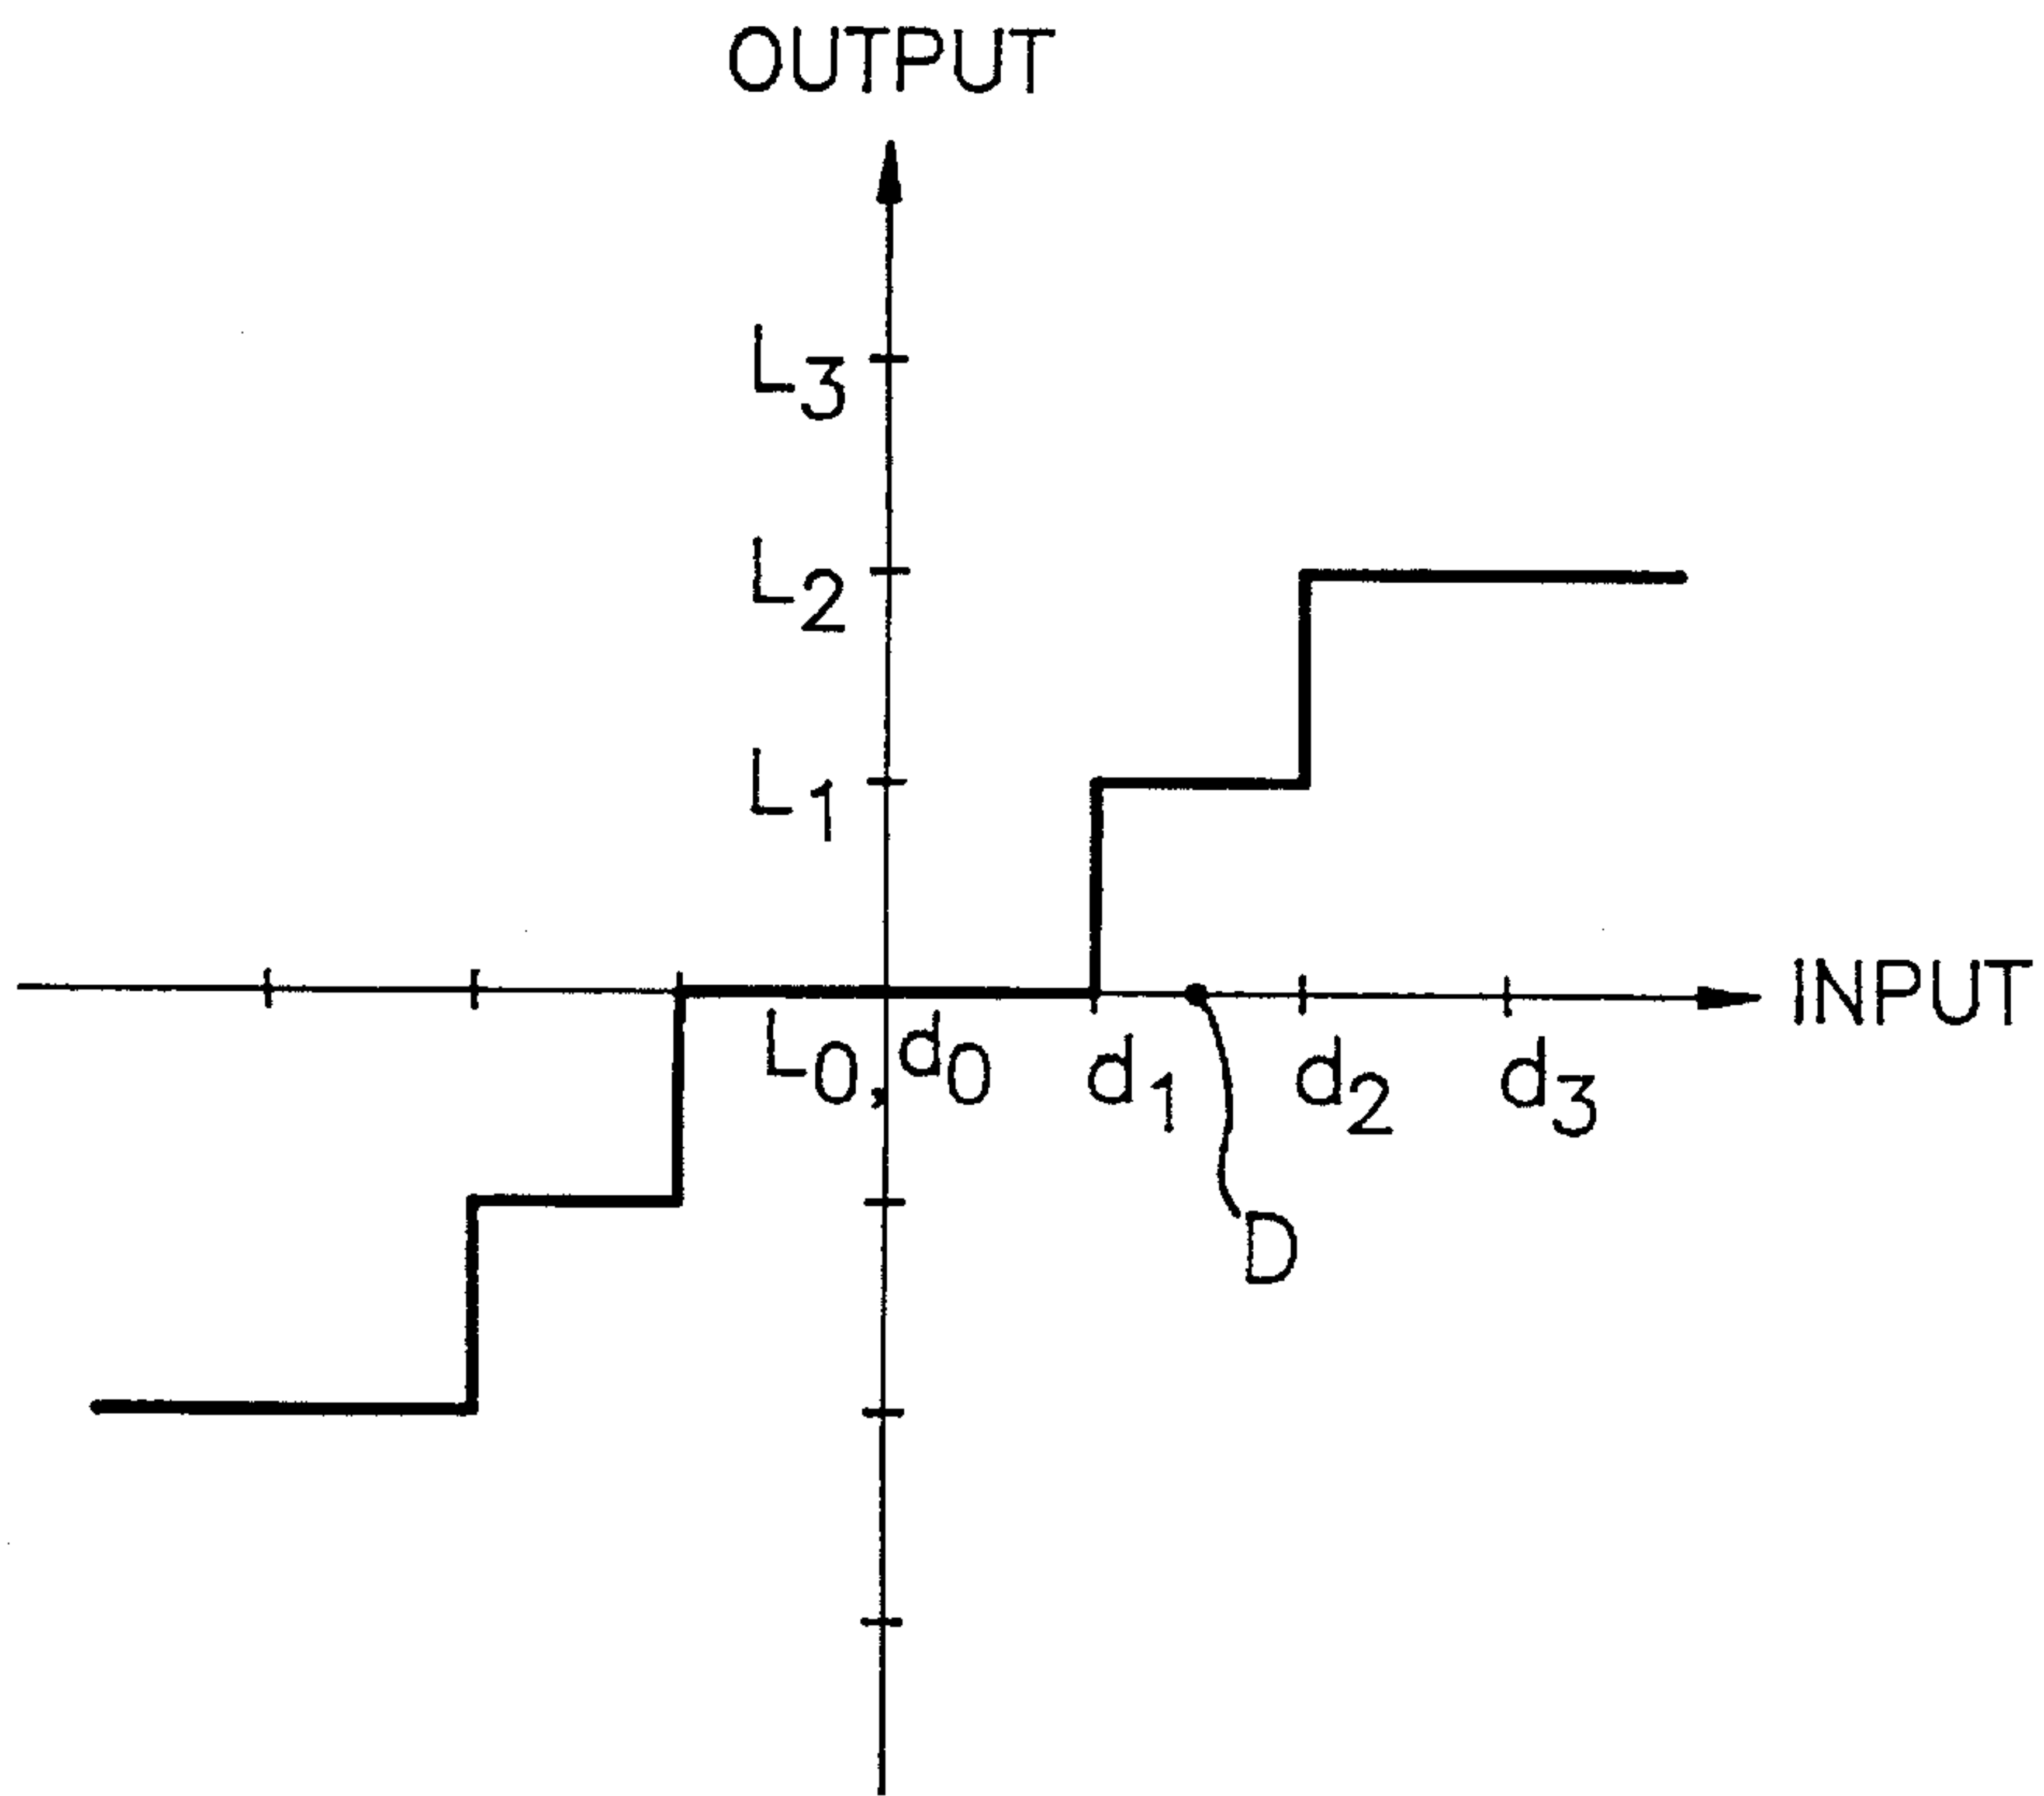 OUTPUT
L3
L2
L1
INPUT
L0, d0
d1
d2
d3
D